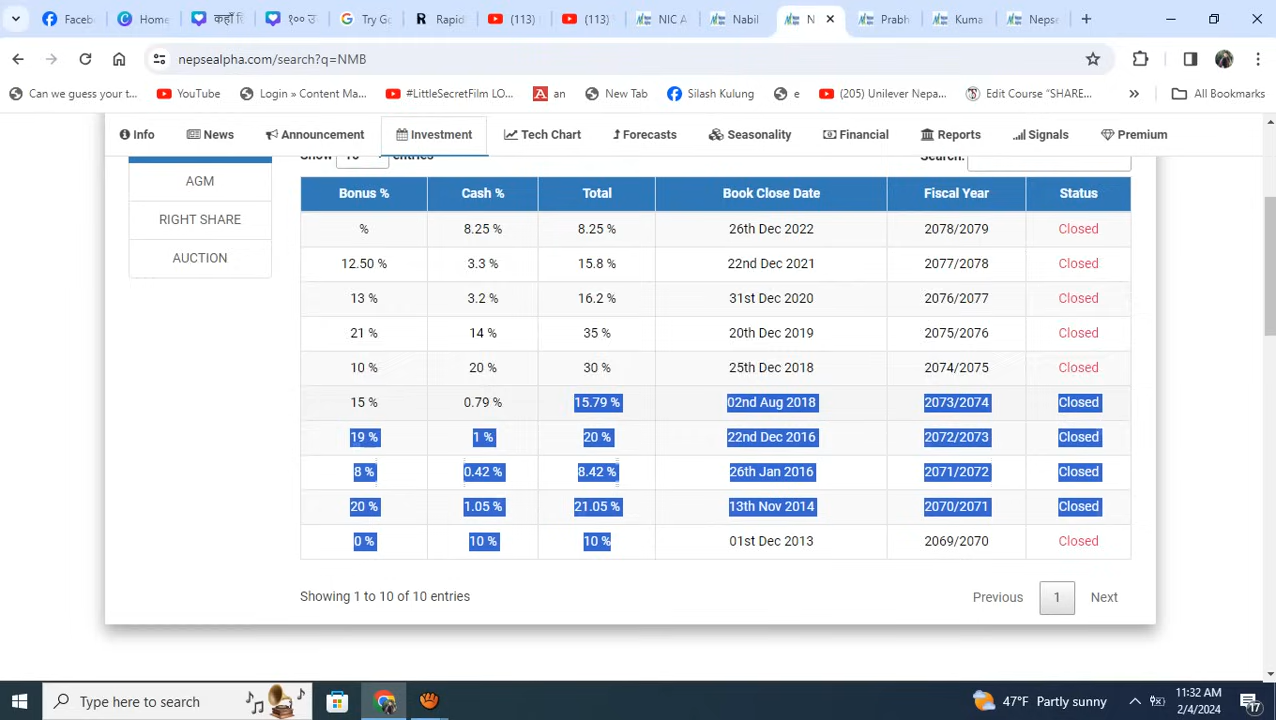 Faceb
Home
कहाँ f
१०० उ
Try Go
Rapid
(113)
(113)
NIC A
Nabil
N
Prabh
Kuma
Nepse
nepsealpha.com/search?q=NMB
Can we guess your t...
YouTube
Login » Content Ma...
#LittleSecretFilm LO...
an
New Tab
Silash Kulung
e
(205) Unilever Nepa...
Edit Course “SHARE...
All Bookmarks
Info News Announcement Investment Tech Chart Forecasts Seasonality Financial Reports Signals Premium
Show 10 entries Search:
AGM
RIGHT SHARE
AUCTION
Bonus % Cash % Total Book Close Date Fiscal Year Status
% 8.25 % 8.25 % 26th Dec 2022 2078/2079 Closed
12.50 % 3.3 % 15.8 % 22nd Dec 2021 2077/2078 Closed
13 % 3.2 % 16.2 % 31st Dec 2020 2076/2077 Closed
21 % 14 % 35 % 20th Dec 2019 2075/2076 Closed
10 % 20 % 30 % 25th Dec 2018 2074/2075 Closed
15 % 0.79 % 15.79 % 02nd Aug 2018 2073/2074 Closed
19 % 1 % 20 % 22nd Dec 2016 2072/2073 Closed
8 % 0.42 % 8.42 % 26th Jan 2016 2071/2072 Closed
20 % 1.05 % 21.05 % 13th Nov 2014 2070/2071 Closed
0 % 10 % 10 % 01st Dec 2013 2069/2070 Closed
Showing 1 to 10 of 10 entries Previous 1 Next
Type here to search
47°F Partly sunny
11:32 AM
2/4/2024
17